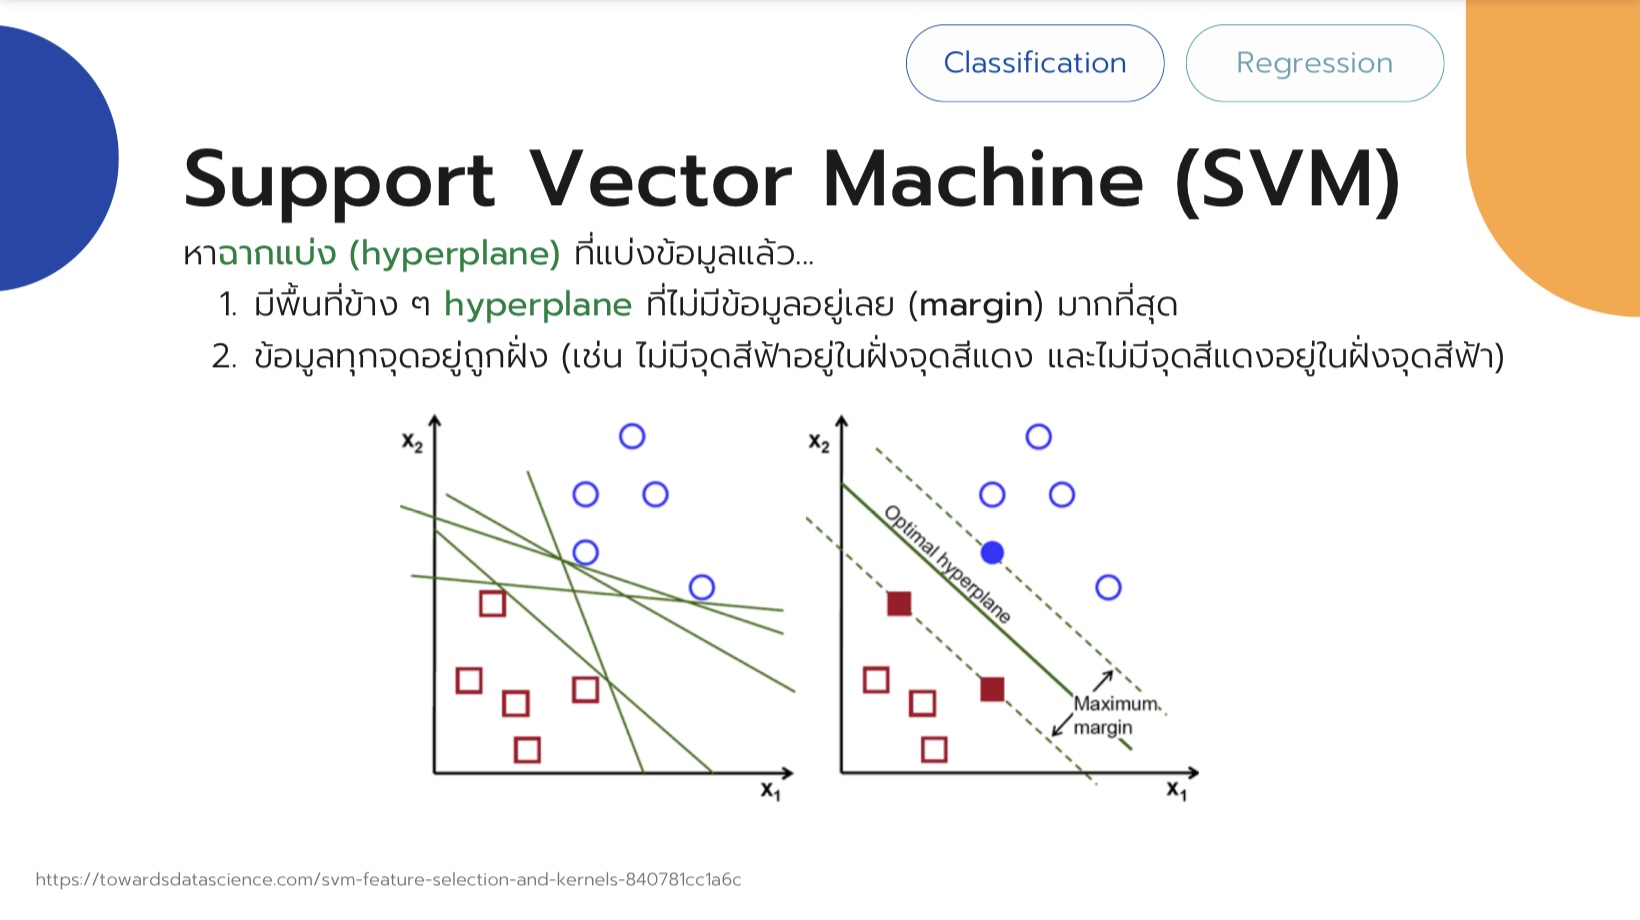 Classification
Regression
Support Vector Machine (SVM)
หาฉากแบ่ง (hyperplane) ที่แบ่งข้อมูลแล้ว...
1. มีพื้นที่ข้าง ๆ hyperplane ที่ไม่มีข้อมูลอยู่เลย (margin) มากที่สุด
2. ข้อมูลทุกจุดอยู่ถูกฝั่ง (เช่น ไม่มีจุดสีฟ้าอยู่ในฝั่งจุดสีแดง และไม่มีจุดสีแดงอยู่ในฝั่งจุดสีฟ้า)
X₂
X₁
X₂
Optimal hyperplane
Maximum
margin
X₁
https://towardsdatascience.com/svm-feature-selection-and-kernels-840781cc1a6c